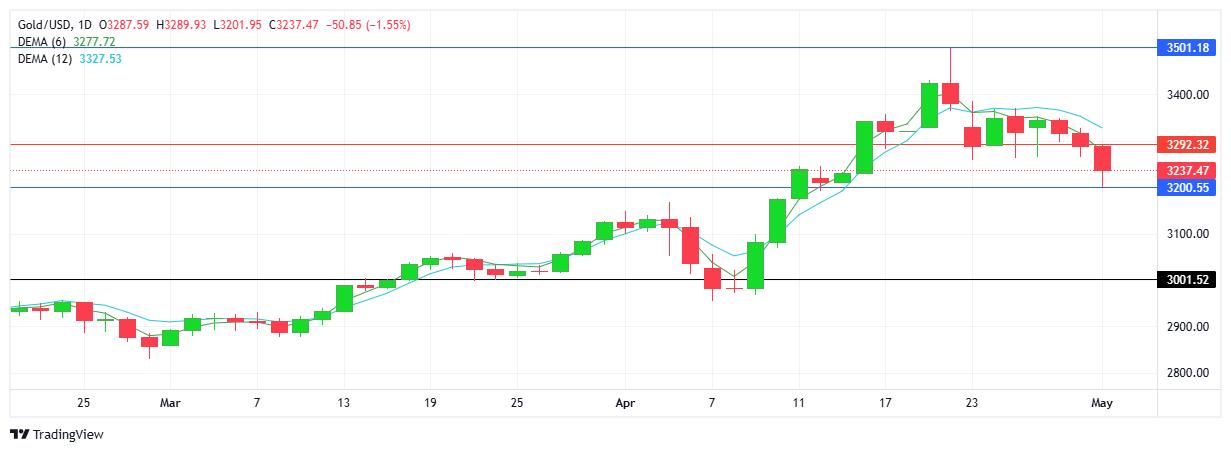 Gold/USD, 1D O3287.59 H3289.93 L3201.95 C3237.47 −50.85 (−1.55%)
DEMA (6) 3277.72
DEMA (12) 3327.53
3501.18
3400.00
3292.32
3237.47
3200.55
3100.00
3001.52
2900.00
2800.00
25 Mar 7 13 19 25 Apr 7 11 17 23 May
TradingView